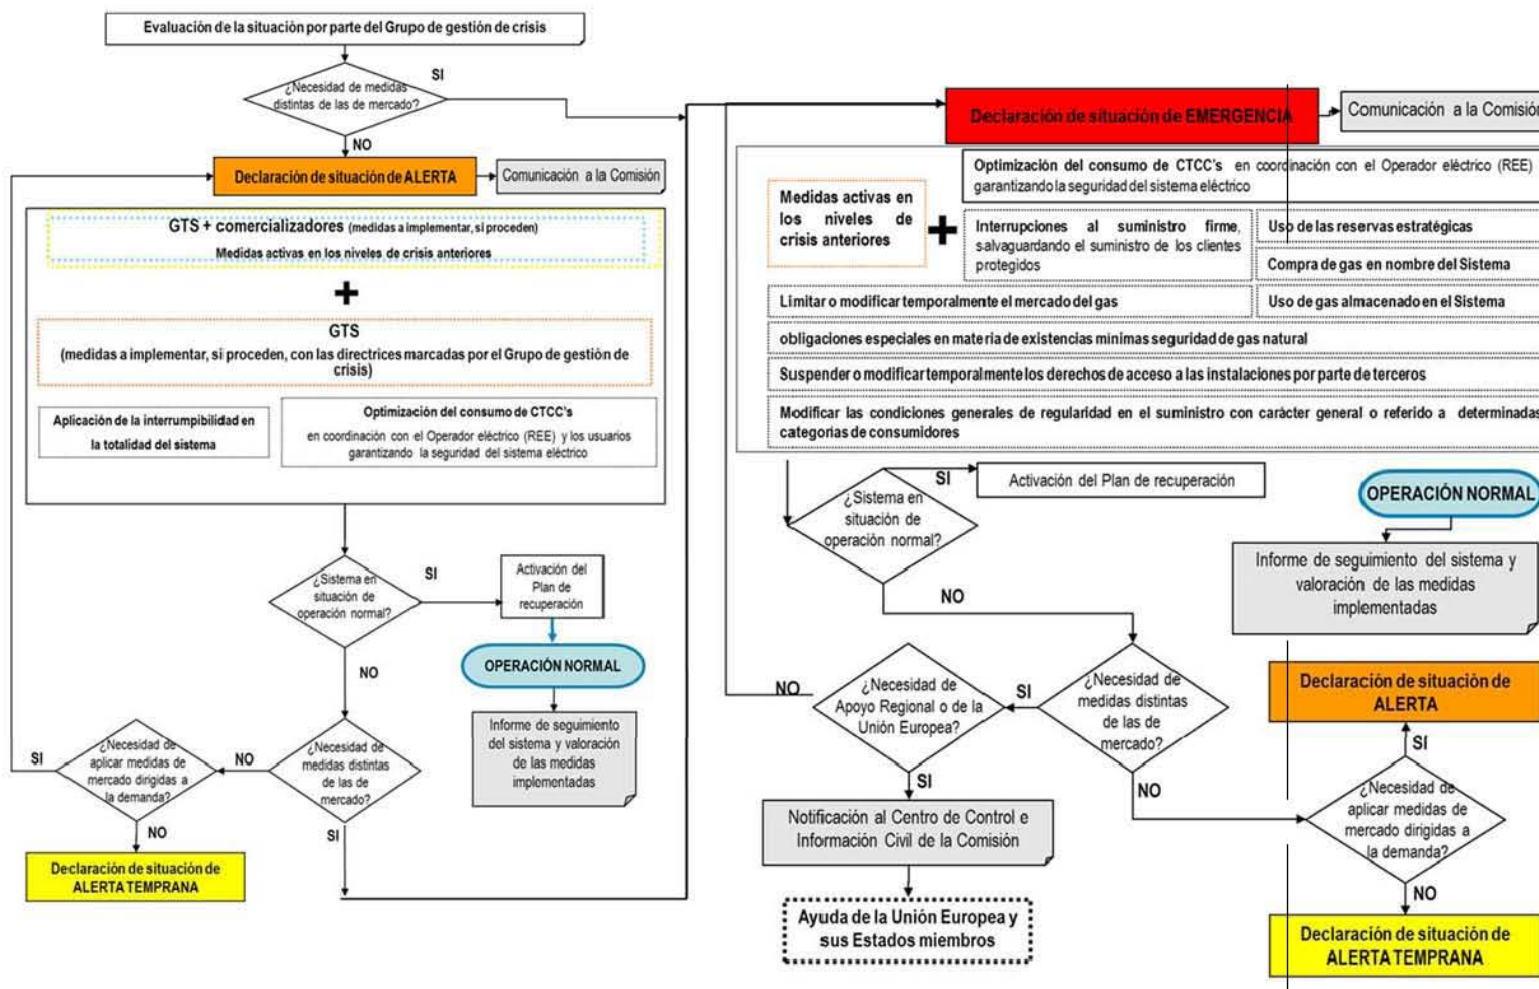 Evaluación de la situación por parte del Grupo de gestión de crisis
¿Necesidad de medidas
distintas de las de mercado?
SI
NO
Declaración de situación de ALERTA
Comunicación a la Comisión
GTS + comercializadores (medidas a implementar, si proceden)
Medidas activas en los niveles de crisis anteriores
+
GTS
(medidas a implementar, si proceden, con las directrices marcadas por el Grupo de gestión de
crisis)
Aplicación de la interrumpibilidad en
la totalidad del sistema
Optimización del consumo de CTCC's
en coordinación con el Operador eléctrico (REE) y los usuarios
garantizando la seguridad del sistema eléctrico
¿Sistema en
situación de
operación normal?
SI
Activación del
Plan de
recuperación
OPERACIÓN NORMAL
Informe de seguimiento
del sistema y valoración
de las medidas
implementadas
NO
¿Necesidad de
medidas distintas
de las de
mercado?
NO
¿Necesidad de
aplicar medidas de
mercado dirigidas a
la demanda?
SI
NO
SI
Declaración de situación de
ALERTA TEMPRANA
Declaración de situación de EMERGENCIA
Comunicación a la Comisión
Medidas activas en
los niveles de
crisis anteriores
+
Optimización del consumo de CTCC's en coordinación con el Operador eléctrico (REE)
garantizando la seguridad del sistema eléctrico
Interrupciones al suministro firme,
salvaguardando el suministro de los clientes
protegidos
Uso de las reservas estratégicas
Compra de gas en nombre del Sistema
Limitar o modificar temporalmente el mercado del gas
Uso de gas almacenado en el Sistema
obligaciones especiales en materia de existencias mínimas seguridad de gas natural
Suspender o modificar temporalmente los derechos de acceso a las instalaciones por parte de terceros
Modificar las condiciones generales de regularidad en el suministro con carácter general o referido a determinadas
categorías de consumidores
¿Sistema en
situación de
operación normal?
SI
Activación del Plan de recuperación
OPERACIÓN NORMAL
Informe de seguimiento del sistema y
valoración de las medidas
implementadas
NO
¿Necesidad de
medidas distintas
de las de
mercado?
SI
¿Necesidad de
Apoyo Regional o de la
Unión Europea?
NO
SI
Notificación al Centro de Control e
Información Civil de la Comisión
Ayuda de la Unión Europea y
sus Estados miembros
NO
¿Necesidad de
aplicar medidas de
mercado dirigidas a
la demanda?
SI
Declaración de situación de
ALERTA
NO
Declaración de situación de
ALERTA TEMPRANA